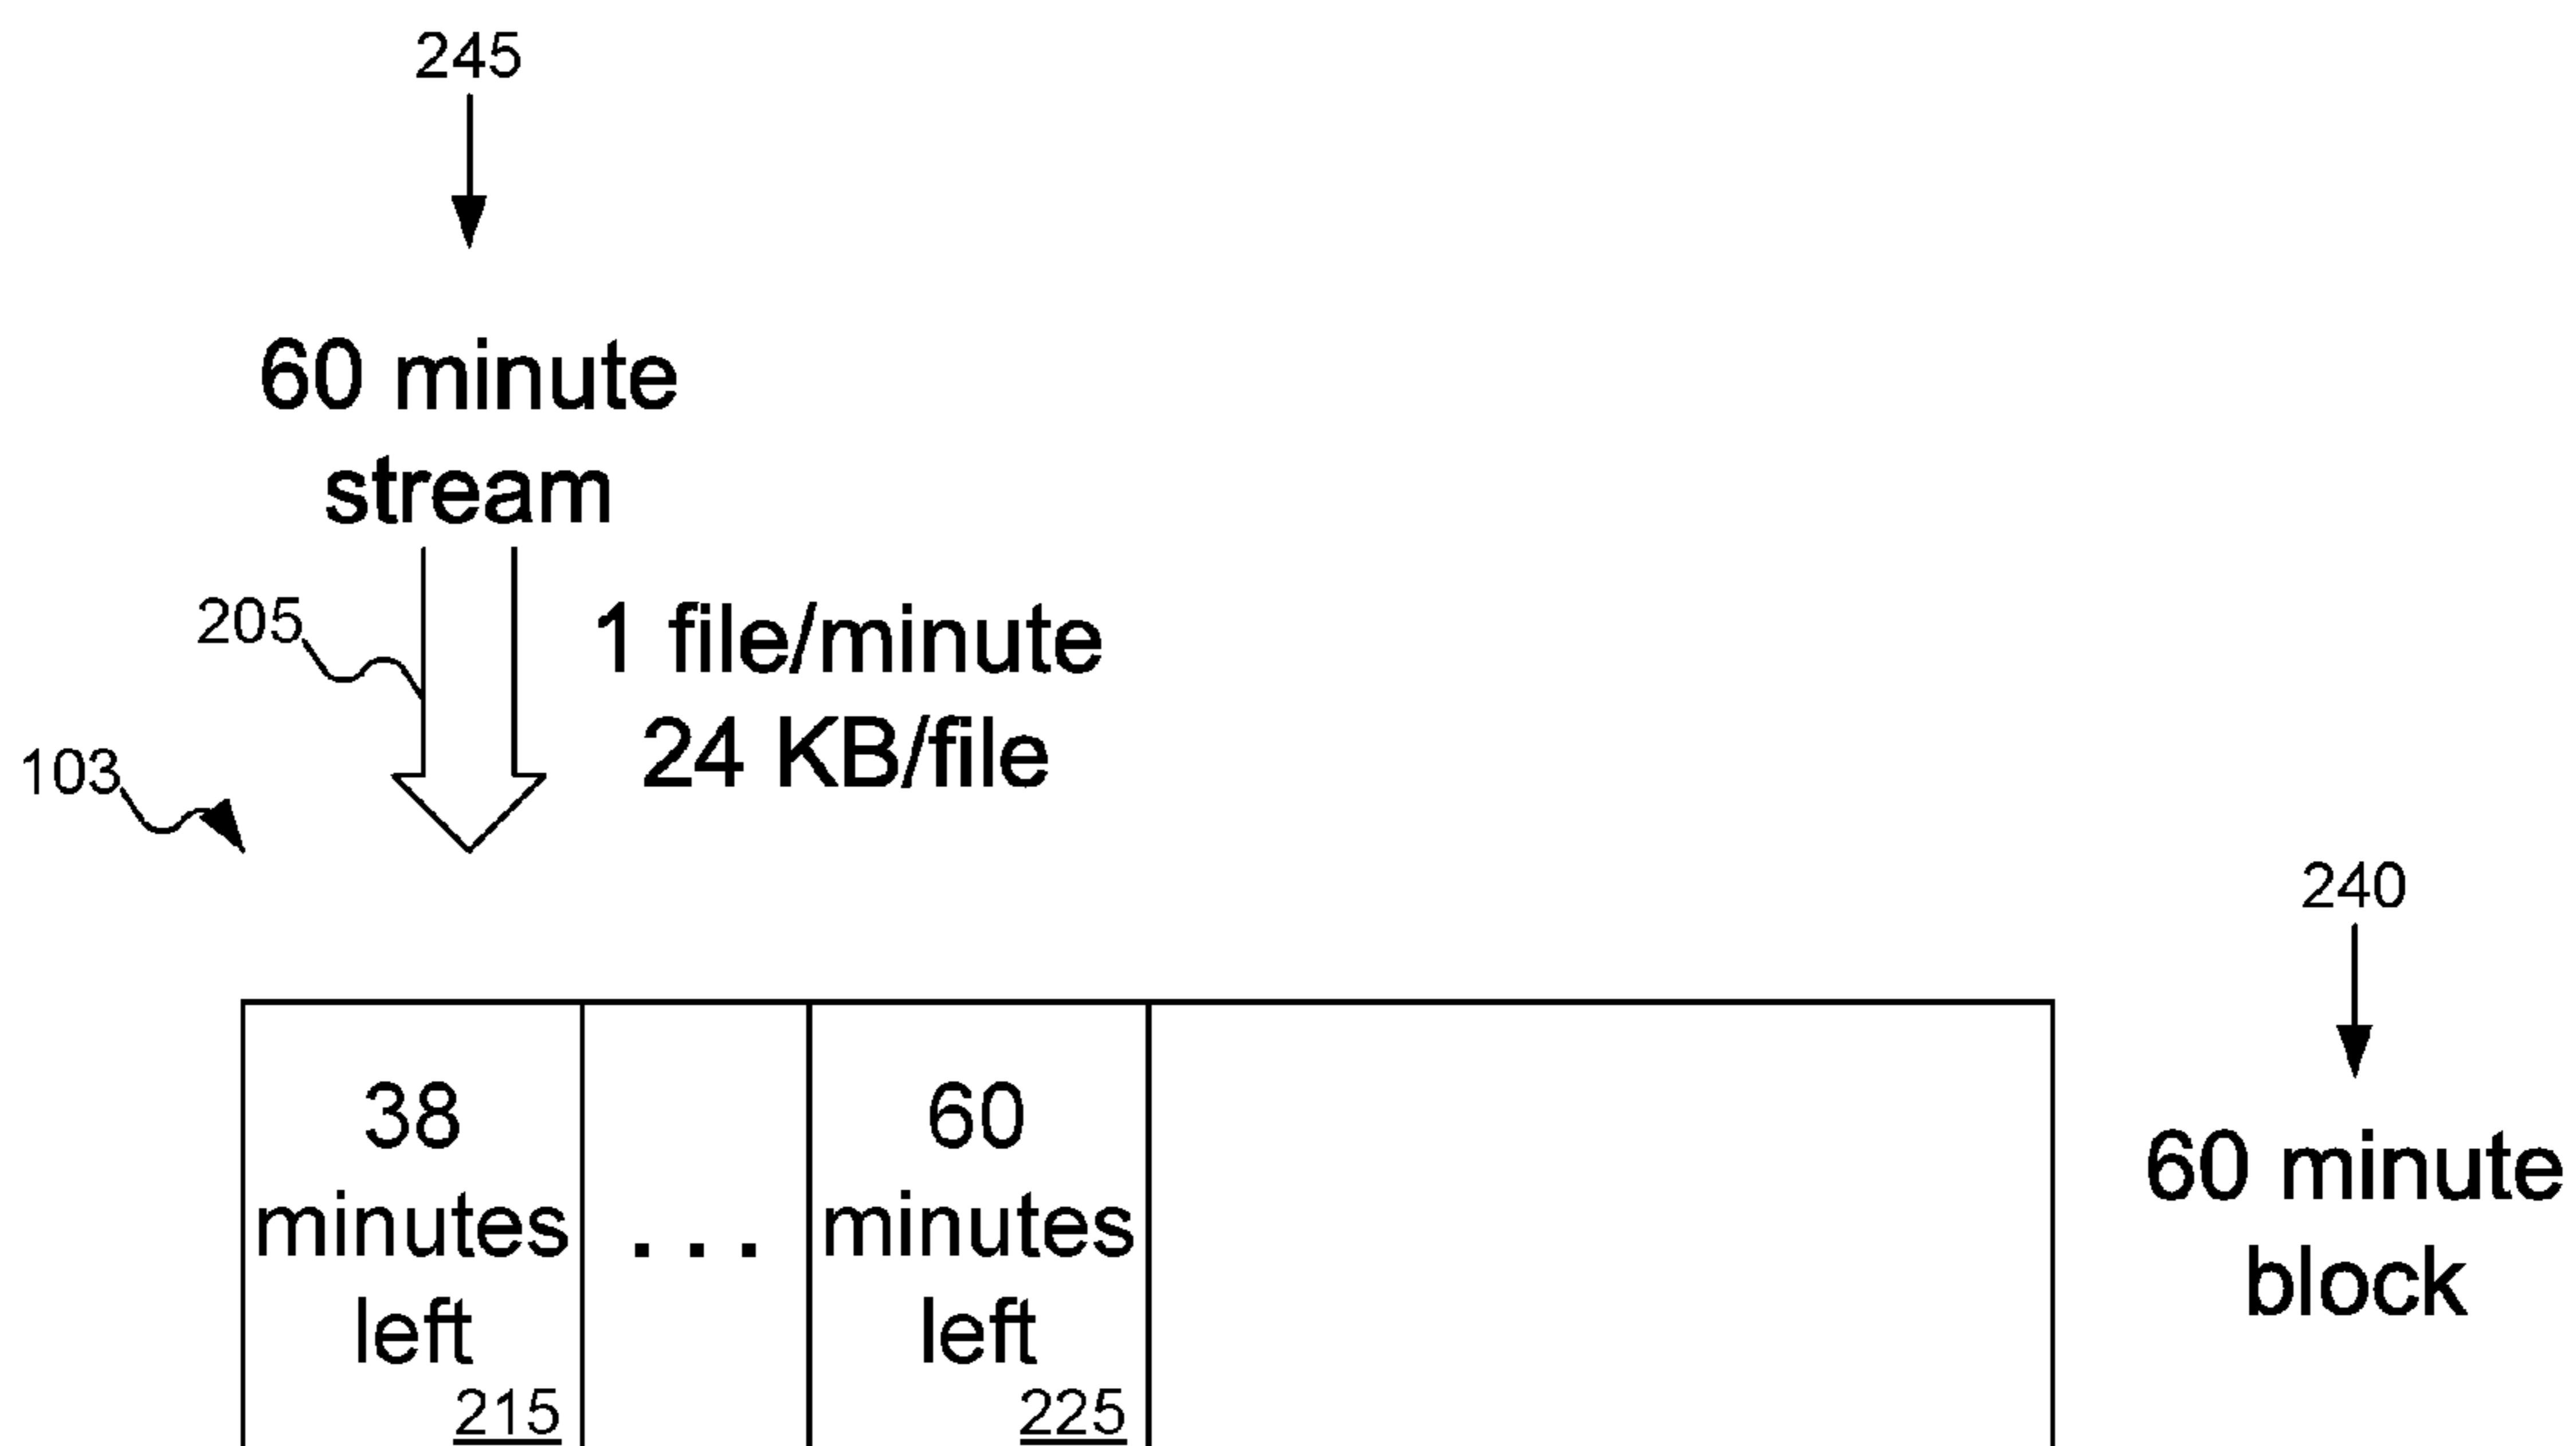 245
60 minute
stream
205
1 file/minute
24 KB/file
103
240
38
minutes
left
215
...
60
minutes
left
225
60 minute
block